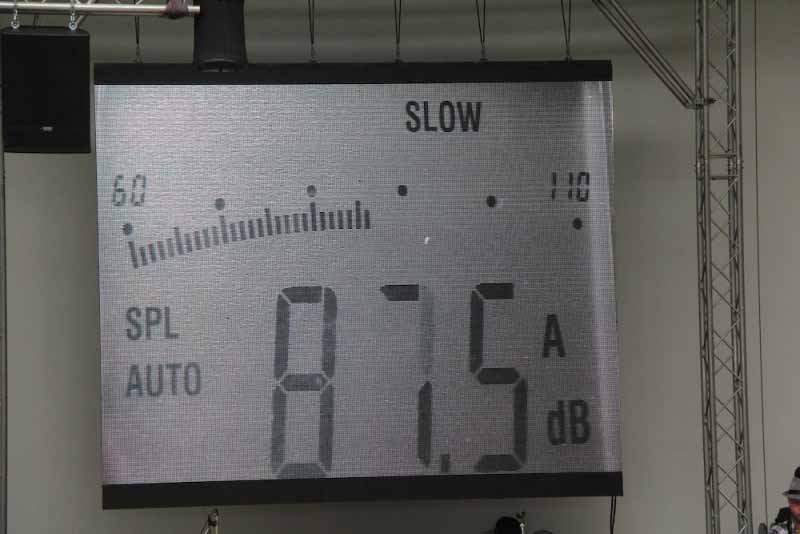 SLOW
60 110
SPL
AUTO
87.5 A
dB